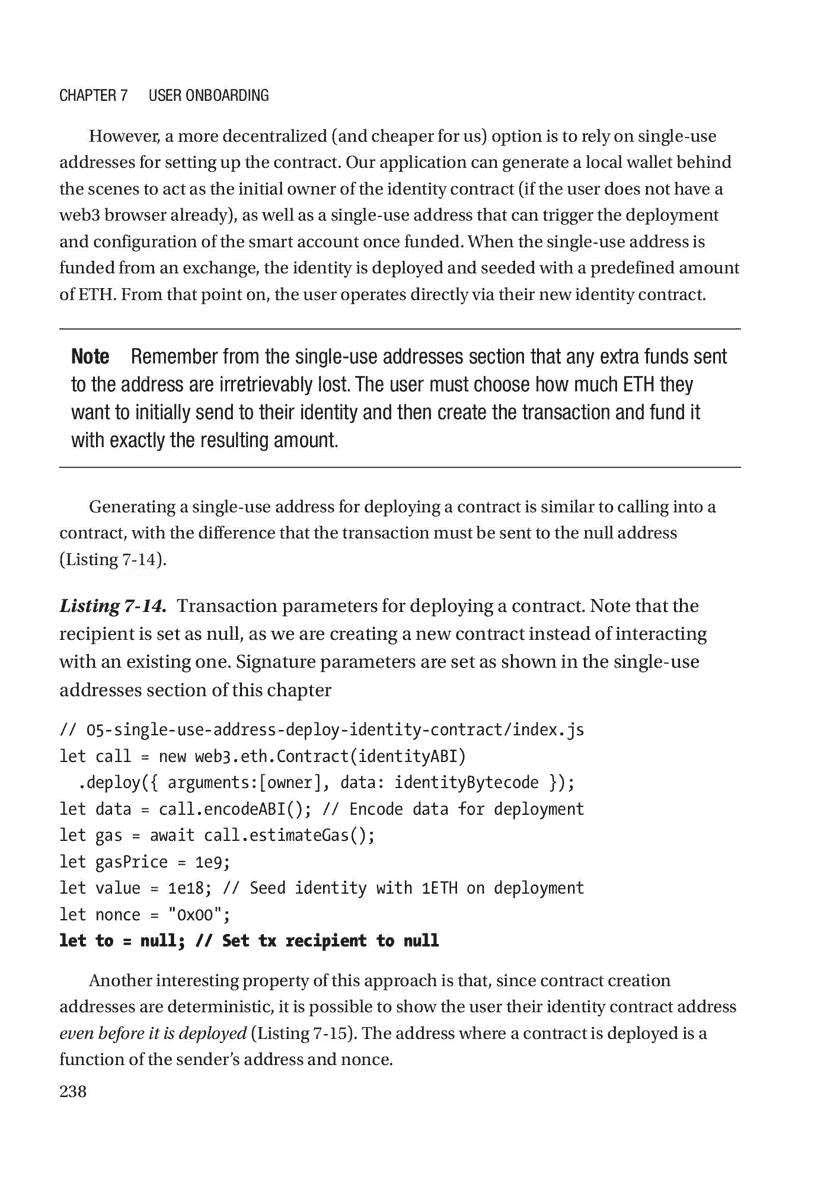 CHAPTER 7 USER ONBOARDING
However, a more decentralized (and cheaper for us) option is to rely on single-use
addresses for setting up the contract. Our application can generate a local wallet behind
the scenes to act as the initial owner of the identity contract (if the user does not have a
web3 browser already), as well as a single-use address that can trigger the deployment
and configuration of the smart account once funded. When the single-use address is
funded from an exchange, the identity is deployed and seeded with a predefined amount
of ETH. From that point on, the user operates directly via their new identity contract.
Note Remember from the single-use addresses section that any extra funds sent
to the address are irretrievably lost. The user must choose how much ETH they
want to initially send to their identity and then create the transaction and fund it
with exactly the resulting amount.
Generating a single-use address for deploying a contract is similar to calling into a
contract, with the difference that the transaction must be sent to the null address
(Listing 7-14).
Listing 7-14. Transaction parameters for deploying a contract. Note that the
recipient is set as null, as we are creating a new contract instead of interacting
with an existing one. Signature parameters are set as shown in the single-use
addresses section of this chapter
// 05-single-use-address-deploy-identity-contract/index.js
let call = new web3.eth.Contract(identityABI)
  .deploy({ arguments:[owner], data: identityBytecode });
let data = call.encodeABI(); // Encode data for deployment
let gas = await call.estimateGas();
let gasPrice = 1e9;
let value = 1e18; // Seed identity with 1ETH on deployment
let nonce = "0x00";
let to = null; // Set tx recipient to null
Another interesting property of this approach is that, since contract creation
addresses are deterministic, it is possible to show the user their identity contract address
even before it is deployed (Listing 7-15). The address where a contract is deployed is a
function of the sender's address and nonce.
238